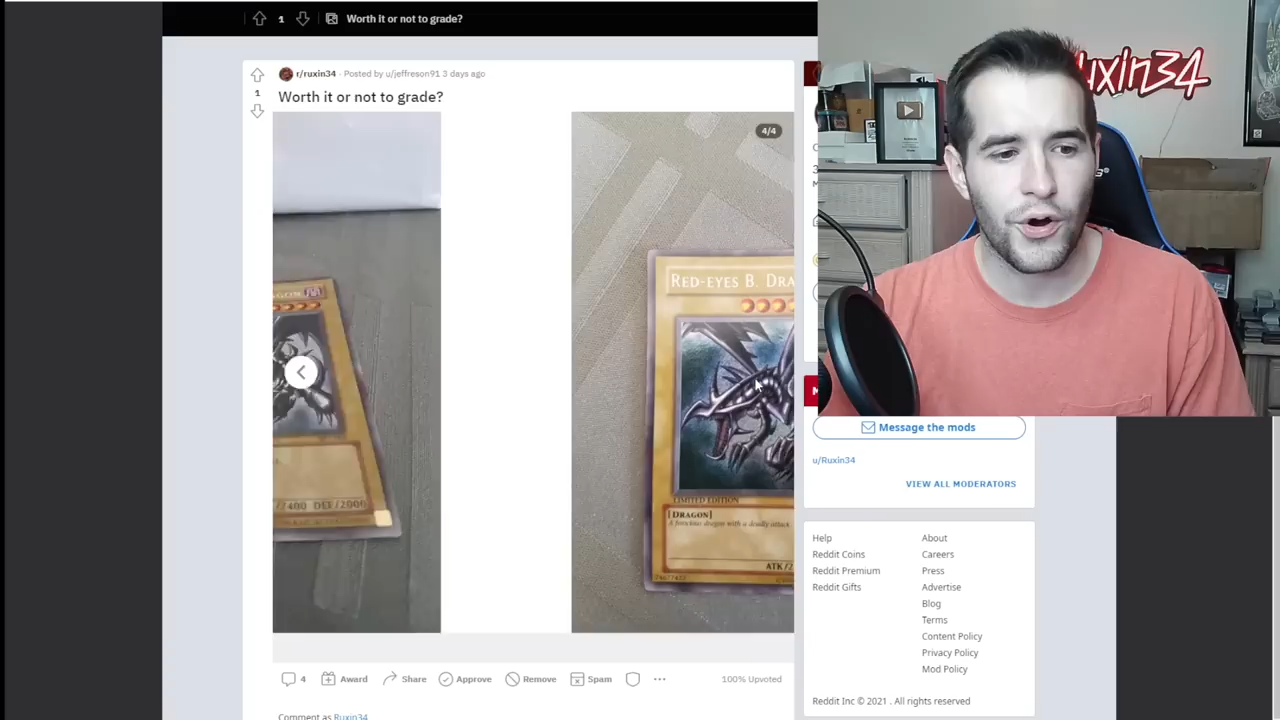 1
Worth it or not to grade?
r/ruxin34 · Posted by u/jeffreson91 3 days ago
1
Worth it or not to grade?
4/4
RED-EYES B. DRA
LIMITED EDITION
[DRAGON]
A ferocious dragon with a deadly attack
ATK/2
74677422
AGON
/2400 DEF/2000
4
Award
Share
Approve
Remove
Spam
100% Upvoted
Comment as Ruxin34
uxin34
Message the mods
u/Ruxin34
VIEW ALL MODERATORS
Help
About
Reddit Coins
Careers
Reddit Premium
Press
Reddit Gifts
Advertise
Blog
Terms
Content Policy
Privacy Policy
Mod Policy
Reddit Inc © 2021 . All rights reserved